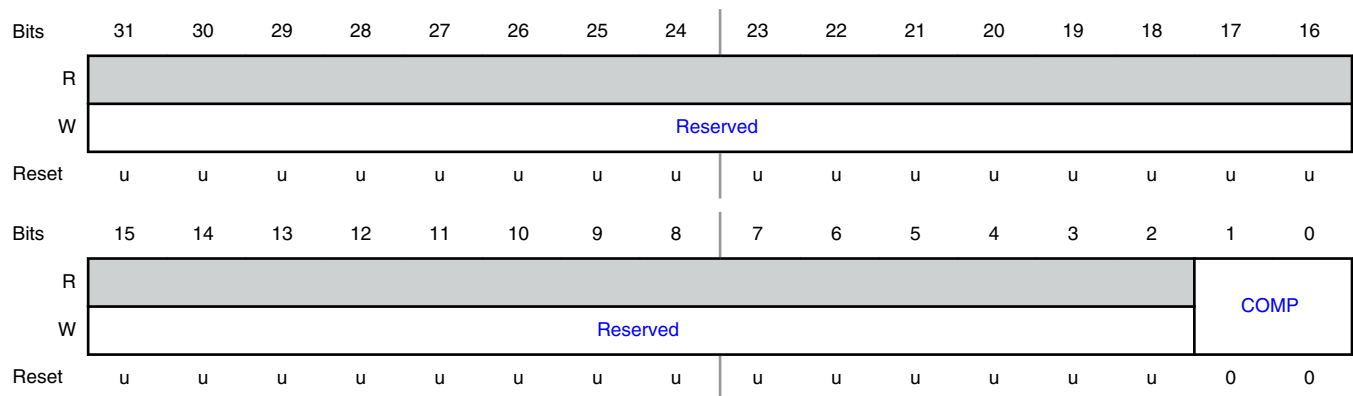 Bits 31 30 29 28 27 26 25 24 23 22 21 20 19 18 17 16
R
W Reserved
Reset u u u u u u u u u u u u u u u u
Bits 15 14 13 12 11 10 9 8 7 6 5 4 3 2 1 0
R
COMP
W Reserved
Reset u u u u u u u u u u u u u u 0 0